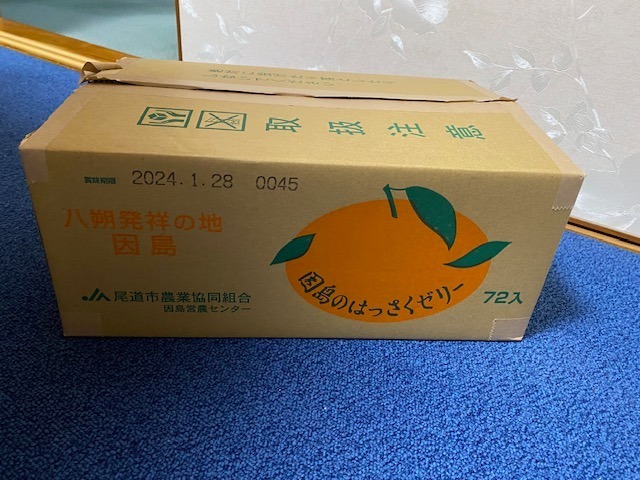 取扱注意
賞味期限 2024.1.28 0045
八朔発祥の地
因島
因島のはっさくゼリー
72入
JA 尾道市農業協同組合
因島営農センター